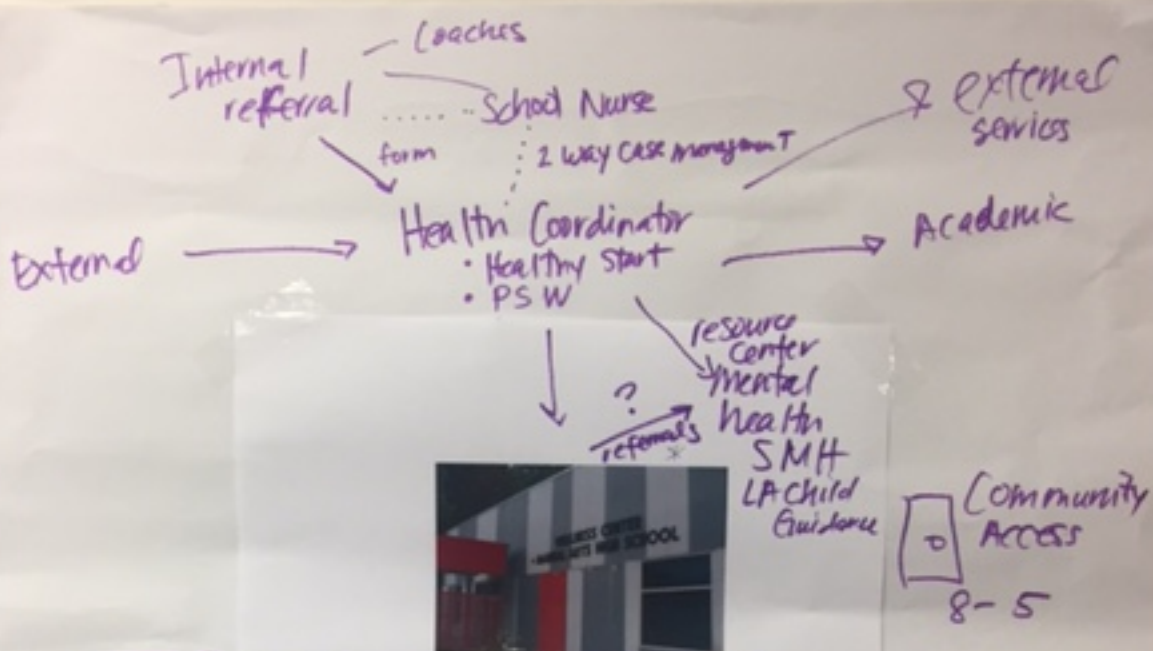 Coaches
Internal
referral
School Nurse
form
2 way case management
external
services
Health Coordinator
• Healthy Start
• PSW
External
Academic
resource
center
mental
health
SMH
LA Child
Guidance
?
referrals
Community
Access
8-5
WELLNESS CENTER
ARTS HIGH SCHOOL